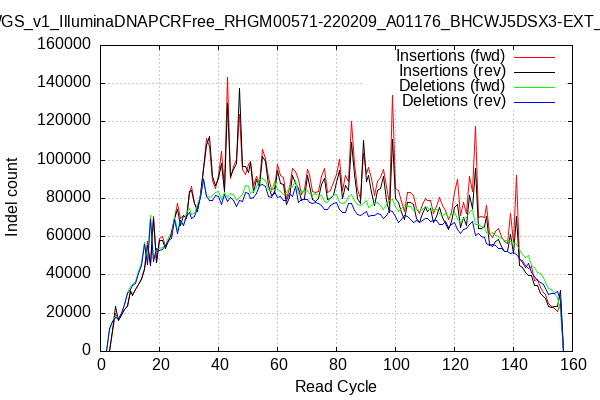 WGS_v1_IlluminaDNAPCRFree_RHGM00571-220209_A01176_BHCWJ5DSX3-EXT_
160000
140000
120000
100000
80000
60000
40000
20000
0
Indel count
Insertions (fwd)
Insertions (rev)
Deletions (fwd)
Deletions (rev)
0 20 40 60 80 100 120 140 160
Read Cycle